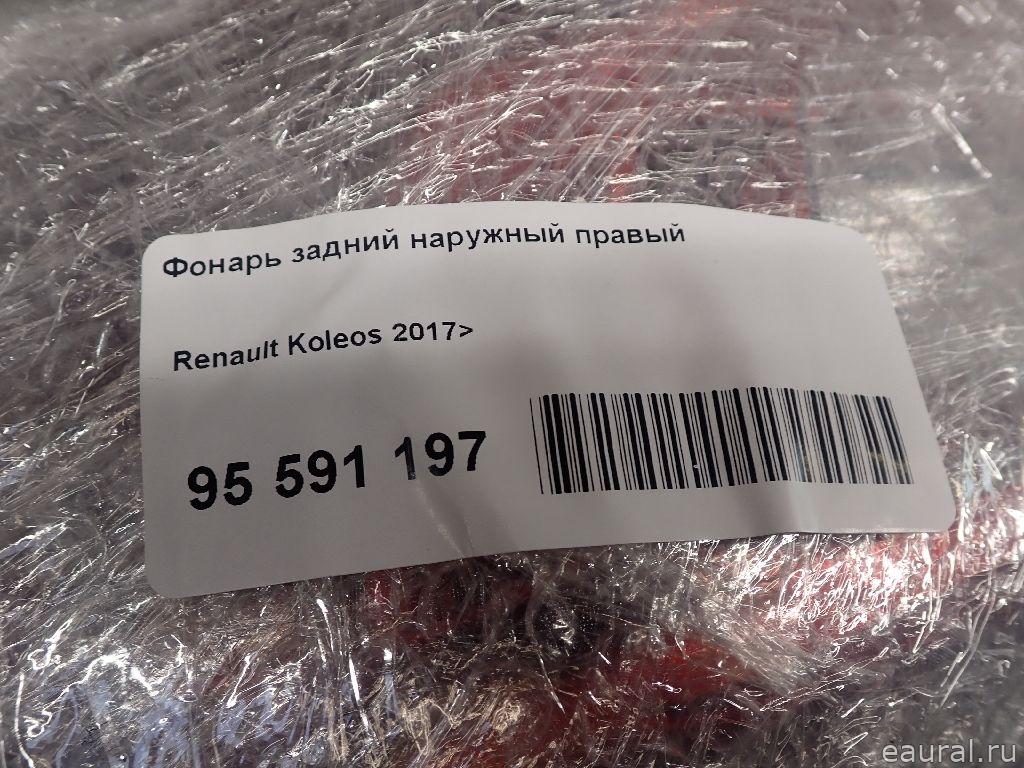 Фонарь задний наружный правый
Renault Koleos 2017>
95 591 197
eaural.ru